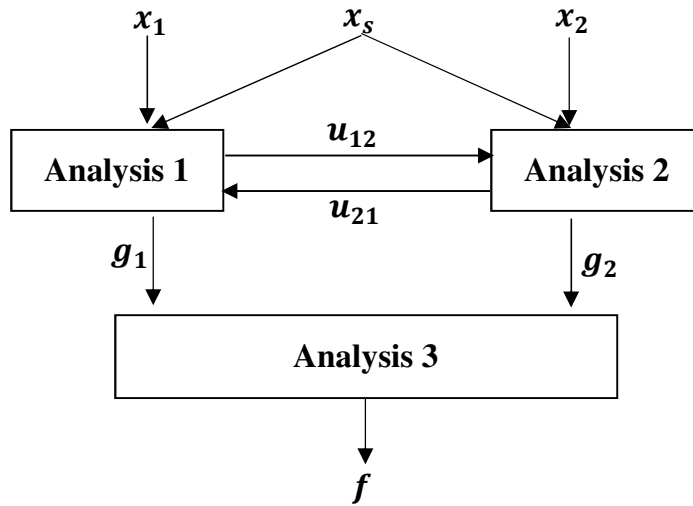 x₁ xₛ x₂
u₁₂
Analysis 1 Analysis 2
u₂₁
g₁ g₂
Analysis 3
f